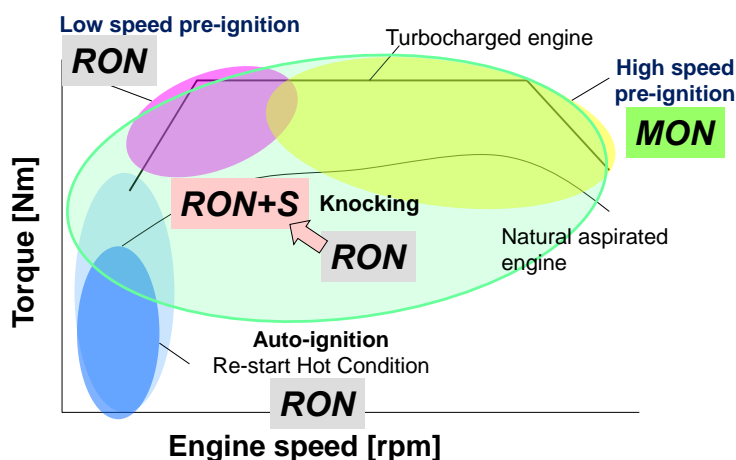 Low speed pre-ignition
RON
Turbocharged engine
High speed
pre-ignition
MON
RON+S
Knocking
RON
Natural aspirated
engine
Auto-ignition
Re-start Hot Condition
RON
Torque [Nm]
Engine speed [rpm]